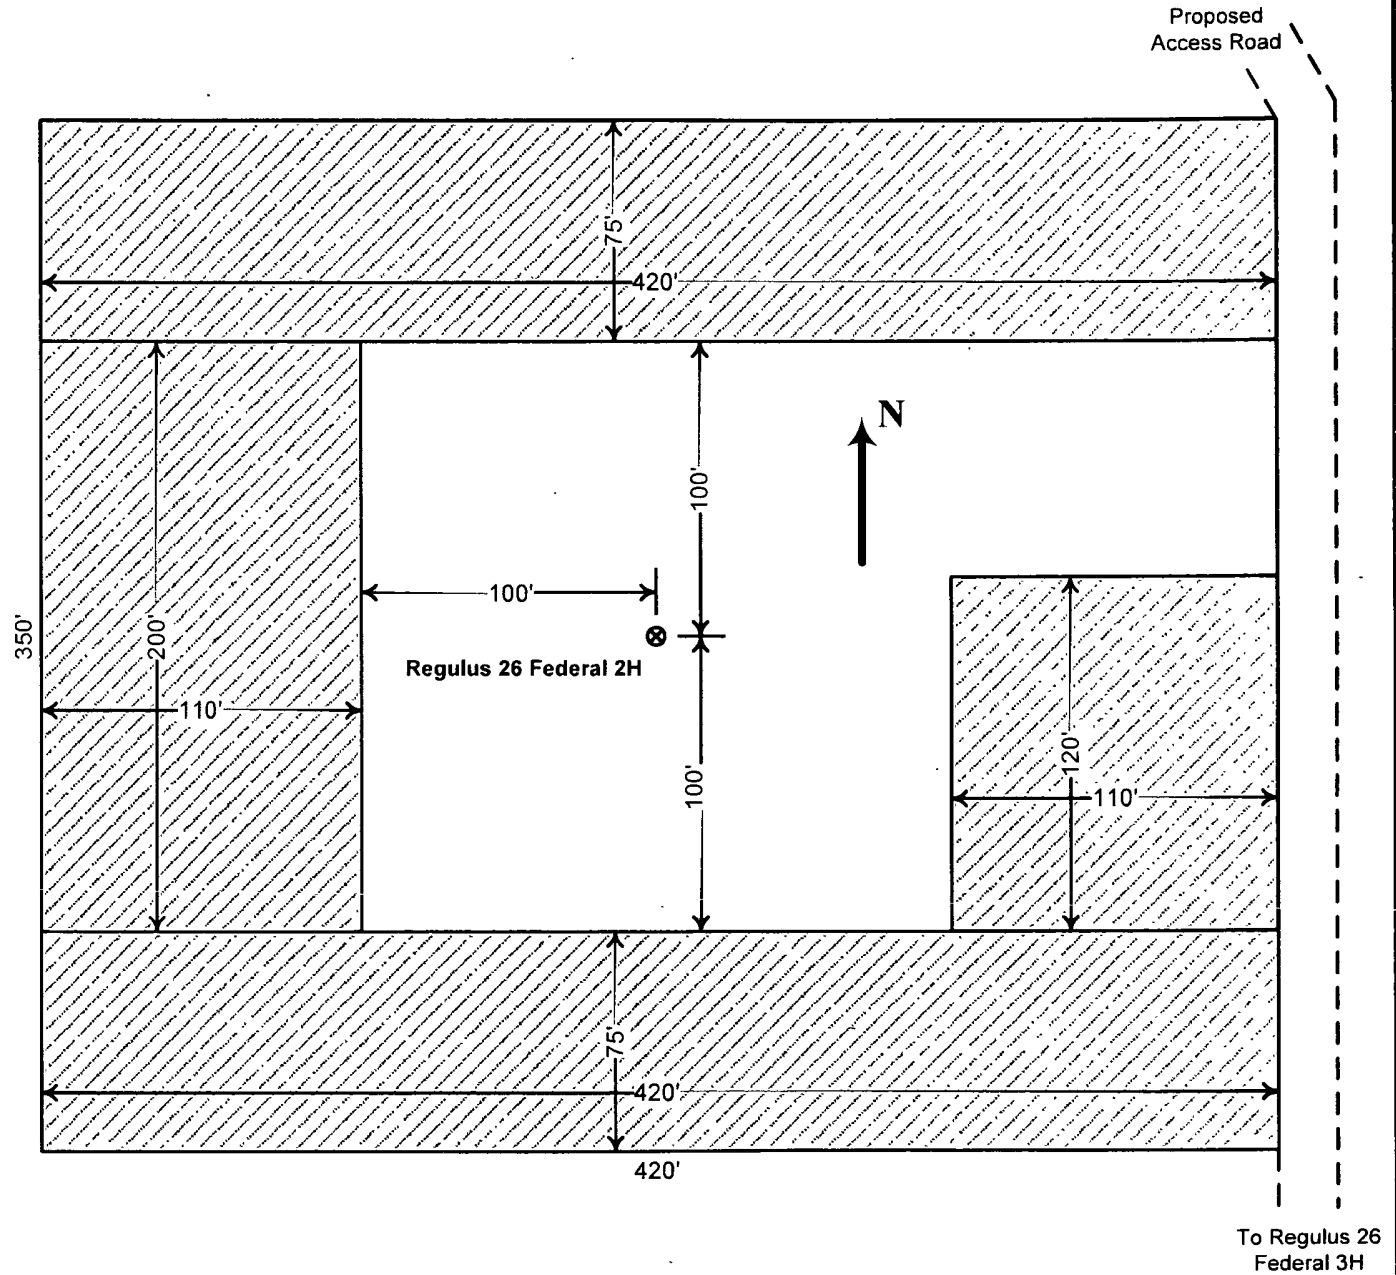 Proposed
Access Road
75'
420'
N
100'
100'
350'
200'
Regulus 26 Federal 2H
110'
120'
100'
110'
75'
420'
420'
To Regulus 26
Federal 3H